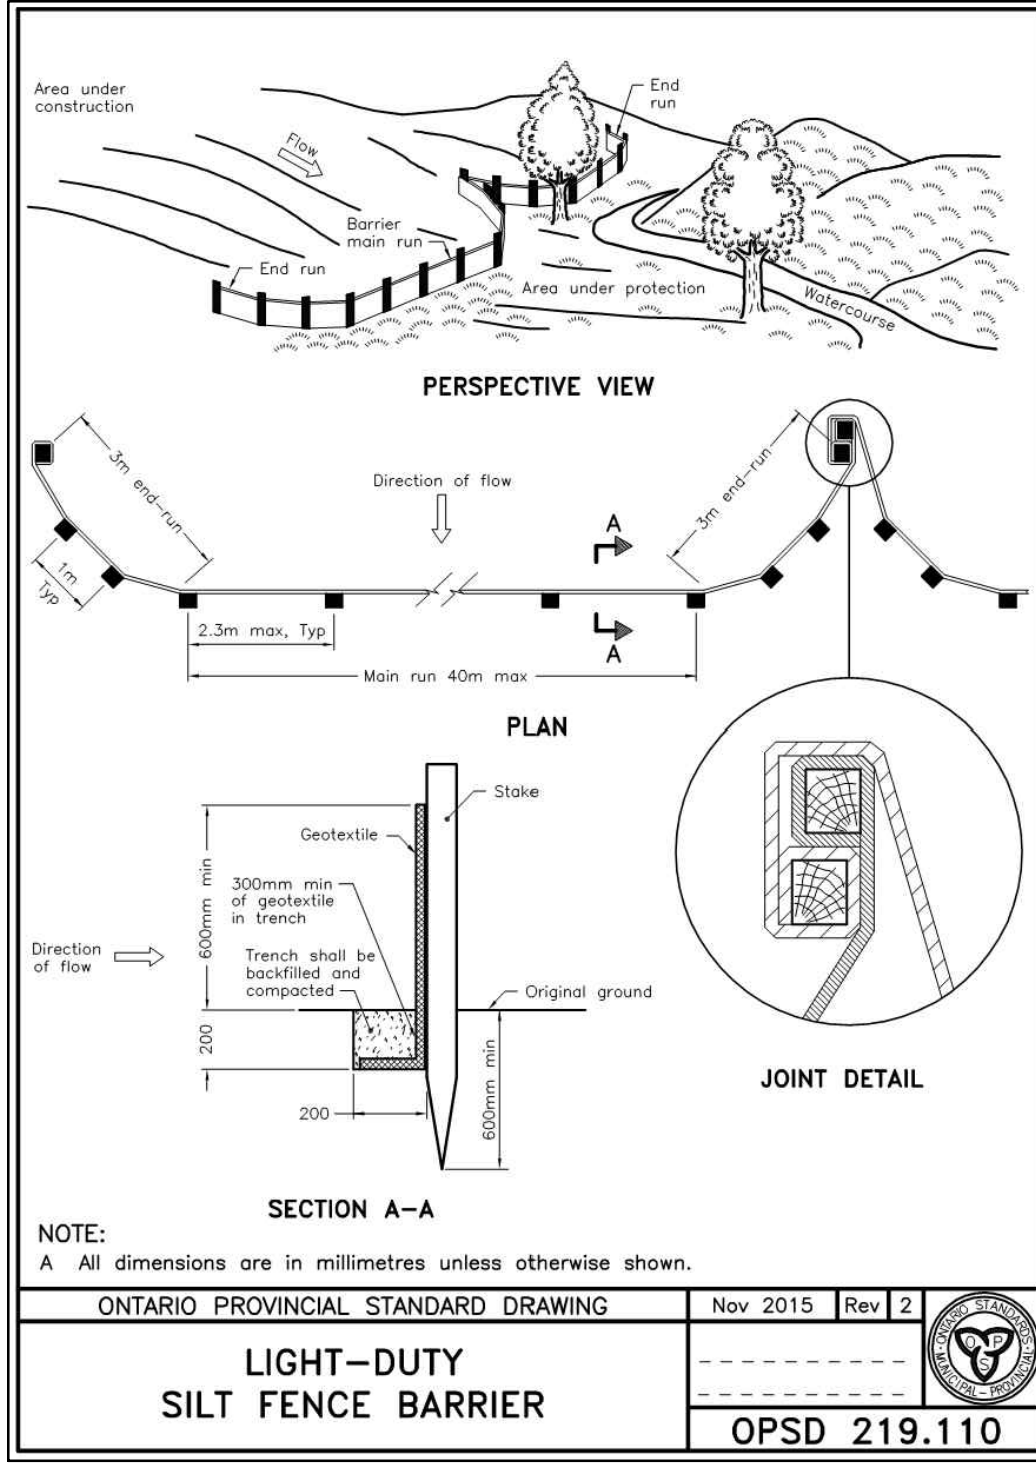 Area under
construction
End
run
Flow
Barrier
main run
End run
Area under protection
Watercourse
PERSPECTIVE VIEW
3m end-run
Direction of flow
3m end-run
A
1m
Typ
2.3m max, Typ
A
Main run 40m max
PLAN
Stake
Geotextile
600mm min
300mm min
of geotextile
in trench
Direction
of flow
Trench shall be
backfilled and
compacted
Original ground
200
600mm min
200
JOINT DETAIL
SECTION A-A
NOTE:
A All dimensions are in millimetres unless otherwise shown.
ONTARIO PROVINCIAL STANDARD DRAWING
Nov 2015 Rev 2
LIGHT-DUTY
SILT FENCE BARRIER
ONTARIO STANDARDS
MUNICIPAL - PROVINCIAL
O P
S
OPSD 219.110